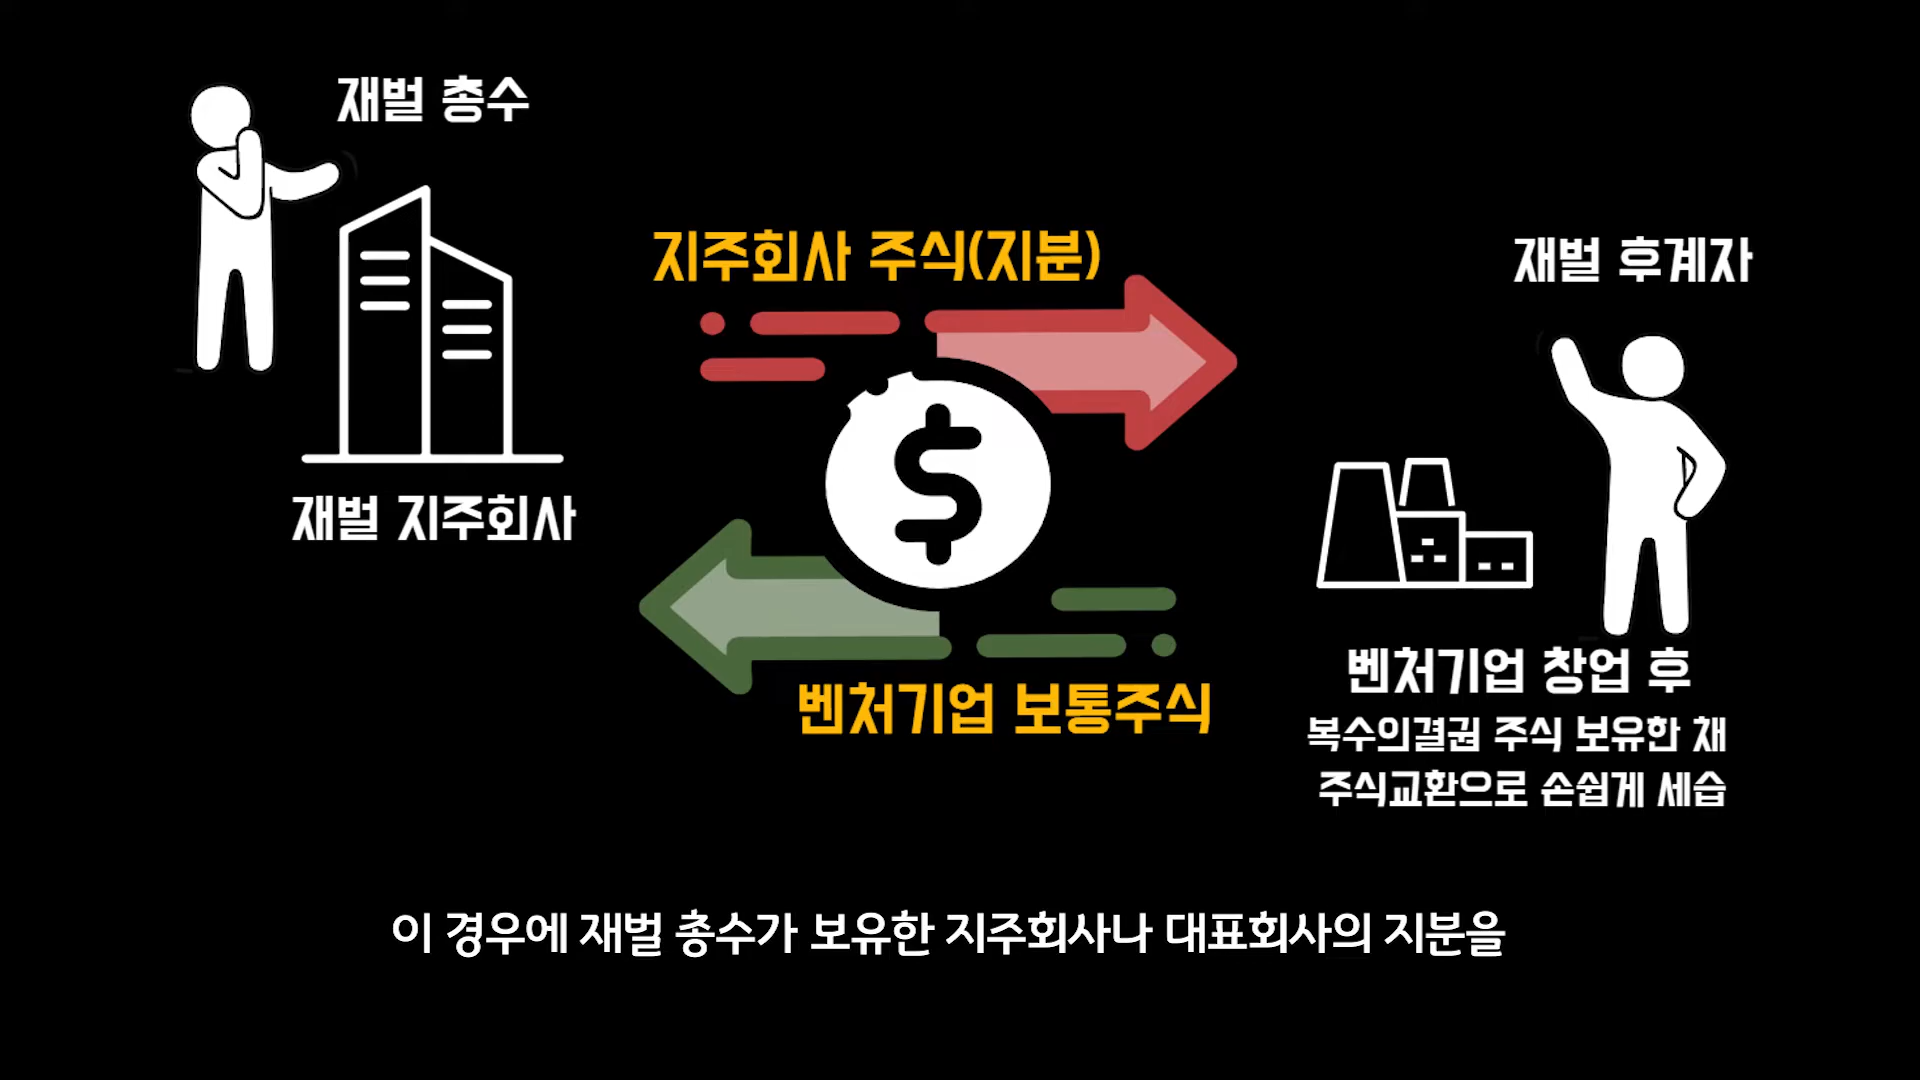 재벌 총수
재벌 지주회사
지주회사 주식(지분)
벤처기업 보통주식
재벌 후계자
벤처기업 창업 후
복수의결권 주식 보유한 채
주식교환으로 손쉽게 세습
이 경우에 재벌 총수가 보유한 지주회사나 대표회사의 지분을